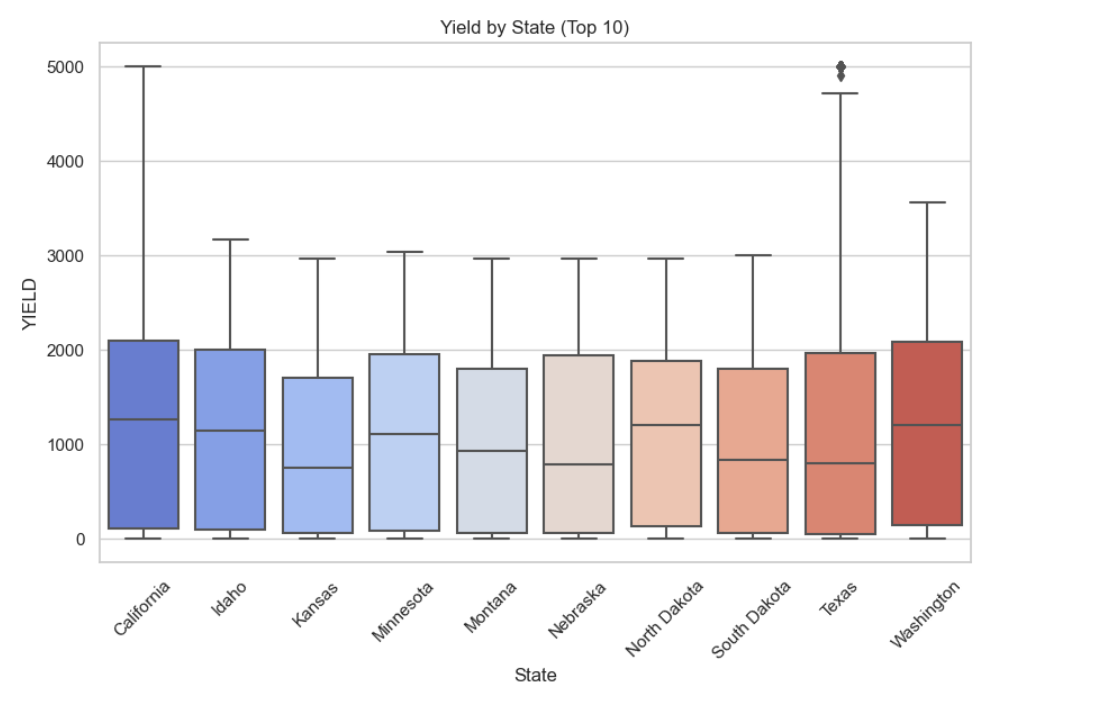 Yield by State (Top 10)
5000
4000
3000
2000
1000
0
YIELD
California
Idaho
Kansas
Minnesota
Montana
Nebraska
North Dakota
South Dakota
Texas
Washington
State